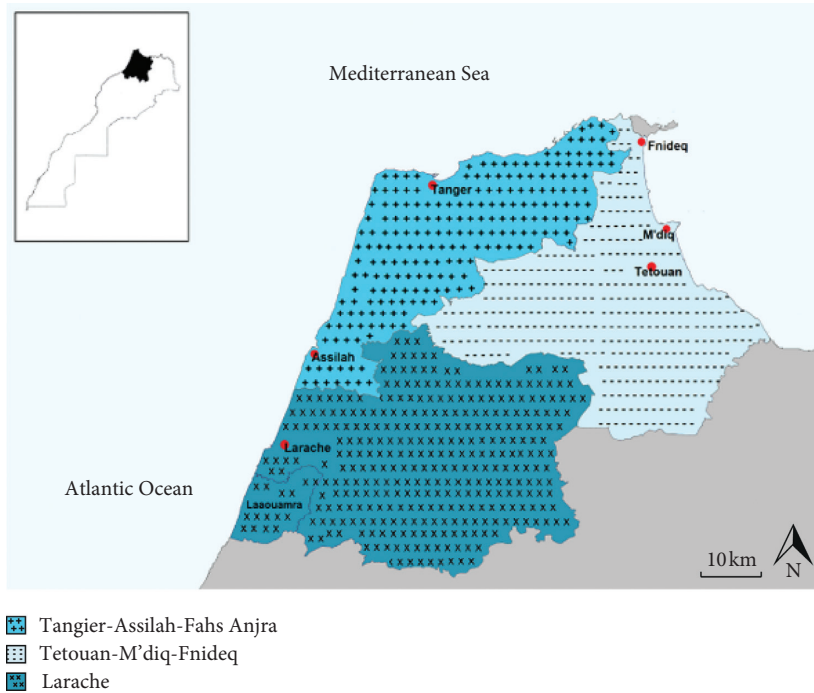 Mediterranean Sea
Fnideq
Tanger
M'diq
Tetouan
Assilah
Larache
Atlantic Ocean
Laaouamra
10 km
N
Tangier-Assilah-Fahs Anjra
Tetouan-M’diq-Fnideq
Larache